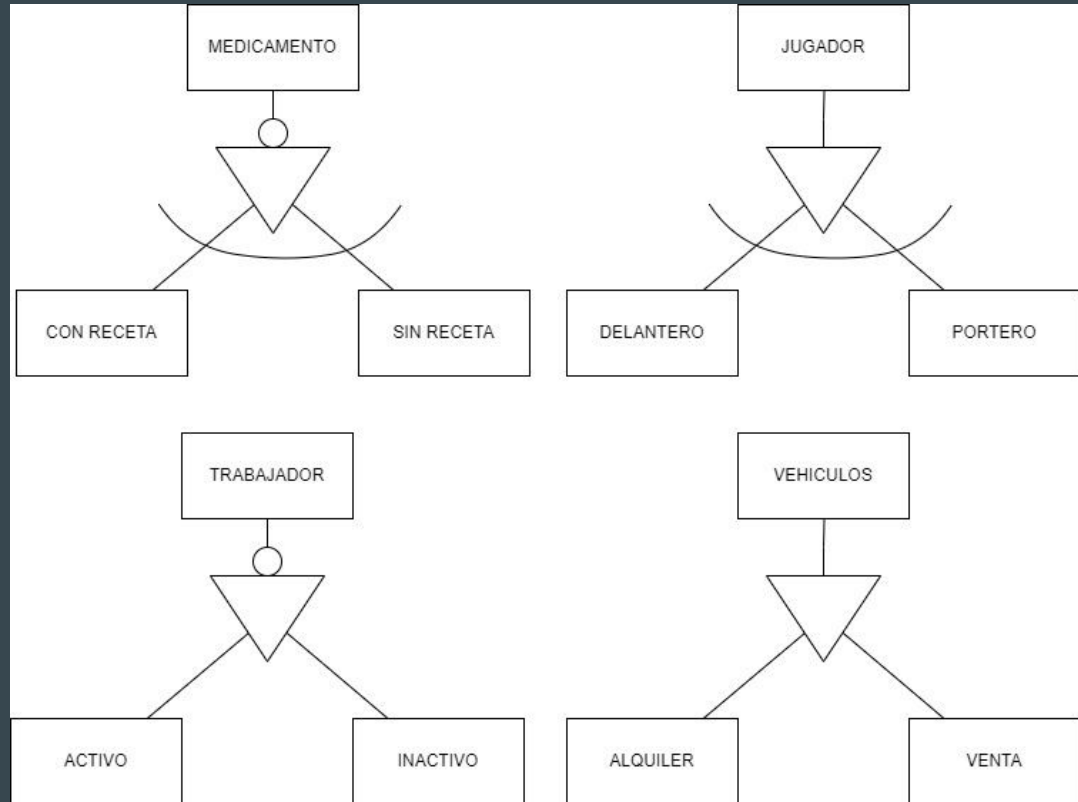 MEDICAMENTO
JUGADOR
CON RECETA
SIN RECETA
DELANTERO
PORTERO
TRABAJADOR
VEHICULOS
ACTIVO
INACTIVO
ALQUILER
VENTA